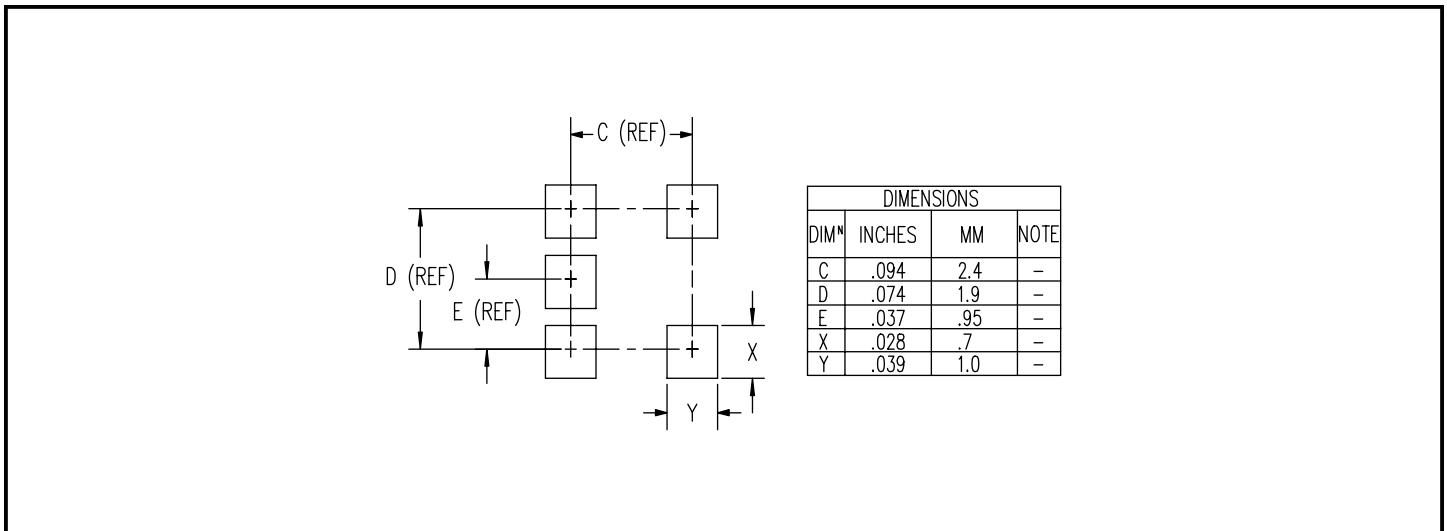 C (REF)
D (REF)
E (REF)
X
Y
DIMENSIONS
DIMᴺ INCHES MM NOTE
C .094 2.4 –
D .074 1.9 –
E .037 .95 –
X .028 .7 –
Y .039 1.0 –